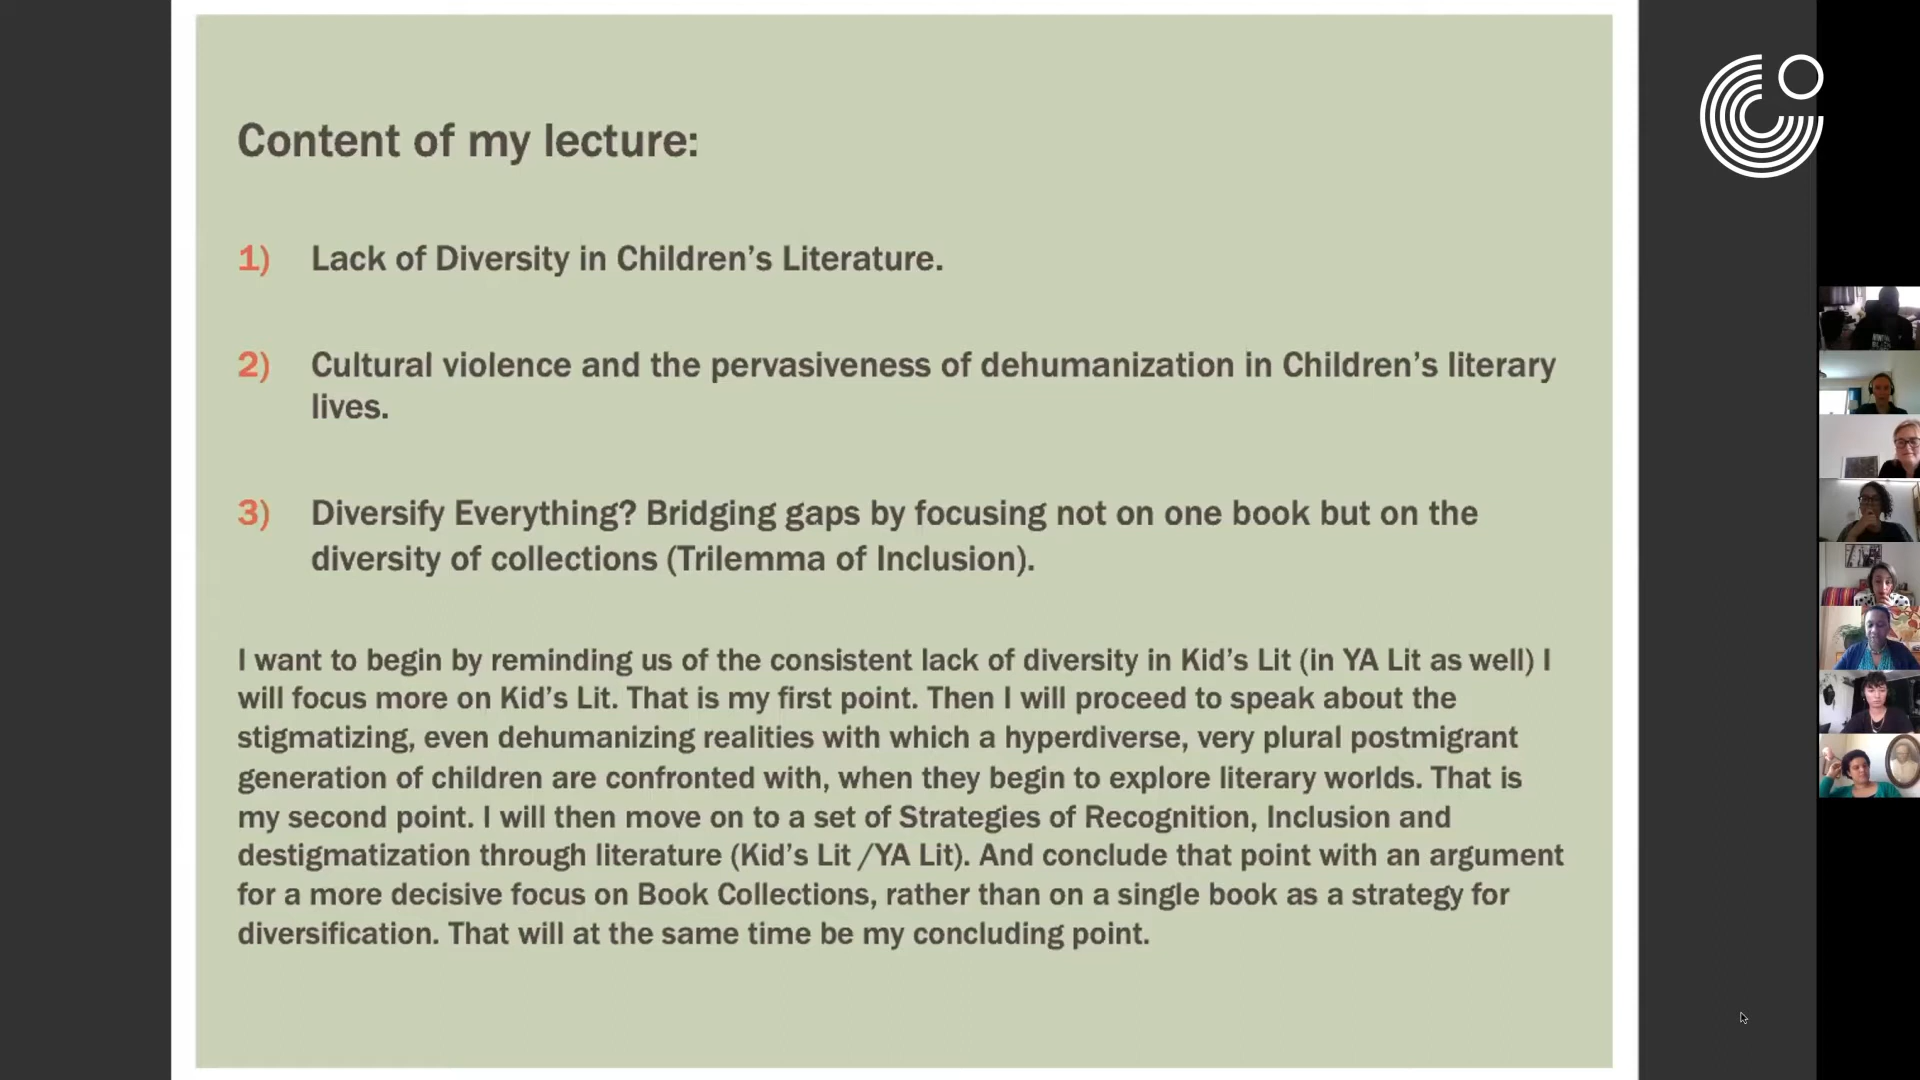 Content of my lecture:
1) Lack of Diversity in Children’s Literature.
2) Cultural violence and the pervasiveness of dehumanization in Children’s literary
lives.
3) Diversify Everything? Bridging gaps by focusing not on one book but on the
diversity of collections (Trilemma of Inclusion).
I want to begin by reminding us of the consistent lack of diversity in Kid’s Lit (in YA Lit as well) I
will focus more on Kid’s Lit. That is my first point. Then I will proceed to speak about the
stigmatizing, even dehumanizing realities with which a hyperdiverse, very plural postmigrant
generation of children are confronted with, when they begin to explore literary worlds. That is
my second point. I will then move on to a set of Strategies of Recognition, Inclusion and
destigmatization through literature (Kid’s Lit /YA Lit). And conclude that point with an argument
for a more decisive focus on Book Collections, rather than on a single book as a strategy for
diversification. That will at the same time be my concluding point.